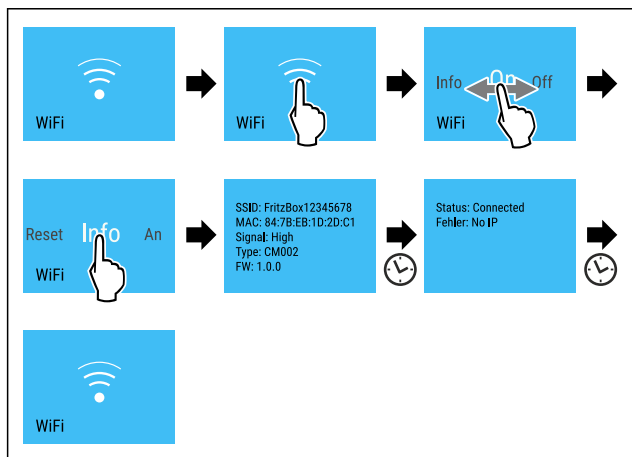 WiFi
WiFi
Info On Off
WiFi
Reset Info An
WiFi
SSID: FritzBox12345678
MAC: 84:7B:EB:1D:2D:C1
Signal: High
Type: CM002
FW: 1.0.0
Status: Connected
Fehler: No IP
WiFi